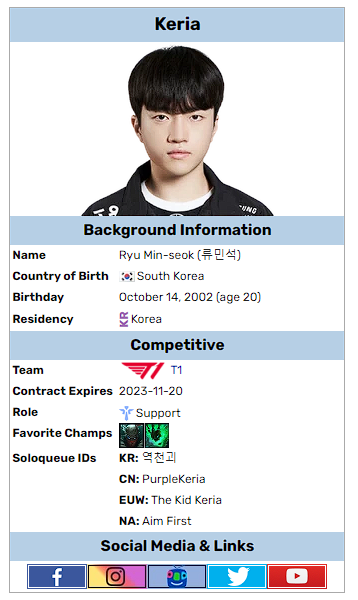 Keria
Background Information
Name Ryu Min-seok (류민석)
Country of Birth South Korea
Birthday October 14, 2002 (age 20)
Residency KR Korea
Competitive
Team T1
Contract Expires 2023-11-20
Role Support
Favorite Champs
Soloqueue IDs KR: 역천괴
CN: PurpleKeria
EUW: The Kid Keria
NA: Aim First
Social Media & Links